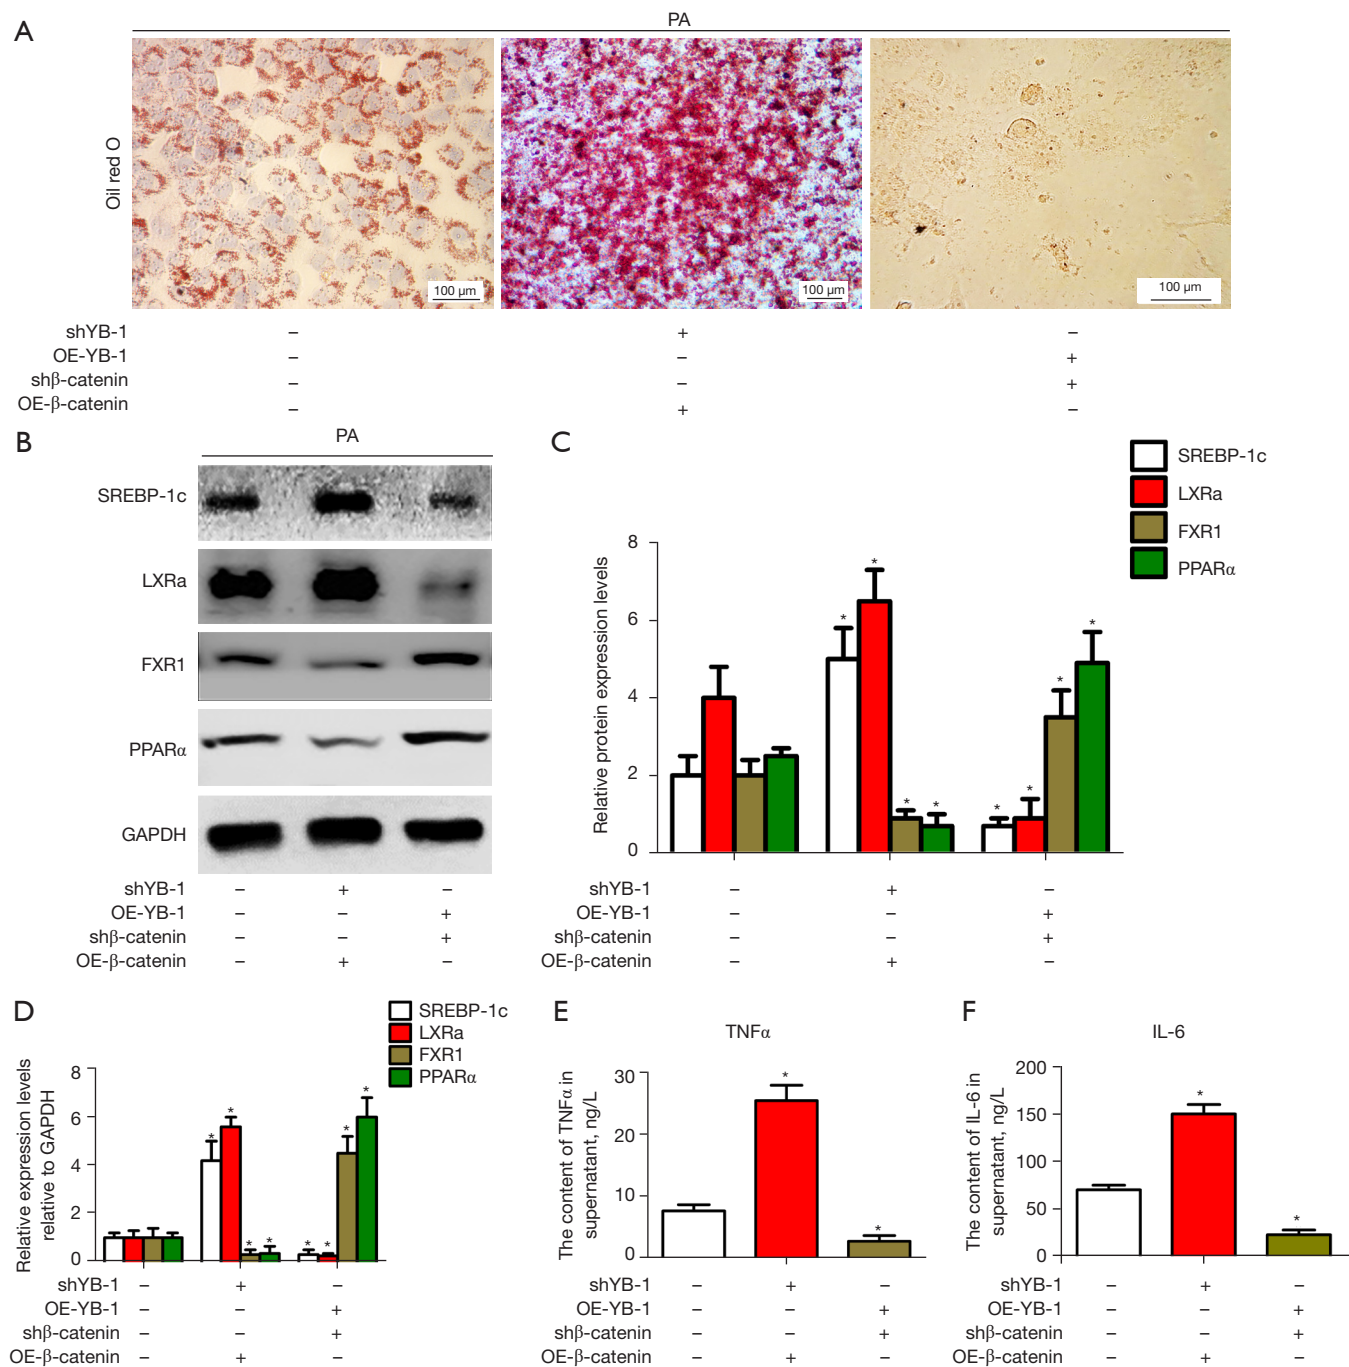 A
PA
Oil red O
100 µm
100 µm
100 µm
shYB-1 – + –
OE-YB-1 – – +
shβ-catenin – – +
OE-β-catenin – + –
B
PA
SREBP-1c
LXRa
FXR1
PPARα
GAPDH
shYB-1 – + –
OE-YB-1 – – +
shβ-catenin – – +
OE-β-catenin – + –
C
SREBP-1c
LXRa
FXR1
PPARα
Relative protein expression levels
8
6
4
2
0
* * * * * * * *
shYB-1 – + –
OE-YB-1 – – +
shβ-catenin – – +
OE-β-catenin – + –
D
SREBP-1c
LXRa
FXR1
PPARα
Relative expression levels
relative to GAPDH
8
6
4
2
0
* * * * * * * *
shYB-1 – + –
OE-YB-1 – – +
shβ-catenin – – +
OE-β-catenin – + –
E
TNFα
The content of TNFα in
supernatant, ng/L
30
20
10
0
* *
shYB-1 – + –
OE-YB-1 – – +
shβ-catenin – – +
OE-β-catenin – + –
F
IL-6
The content of IL-6 in
supernatant, ng/L
200
150
100
50
0
* *
shYB-1 – + –
OE-YB-1 – – +
shβ-catenin – – +
OE-β-catenin – + –